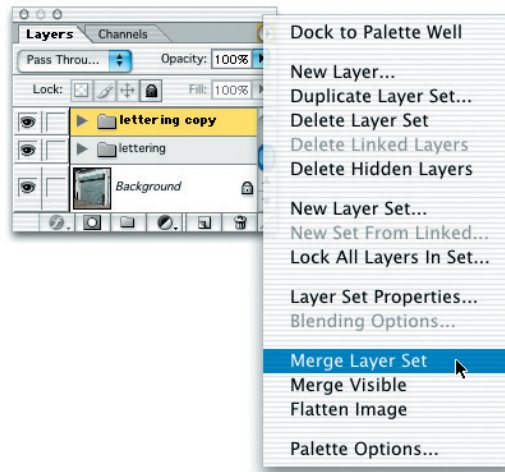 Layers Channels
Pass Throu... Opacity: 100%
Lock: Fill: 100%
lettering copy
lettering
Background
Dock to Palette Well
New Layer...
Duplicate Layer Set...
Delete Layer Set
Delete Linked Layers
Delete Hidden Layers
New Layer Set...
New Set From Linked...
Lock All Layers In Set...
Layer Set Properties...
Blending Options...
Merge Layer Set
Merge Visible
Flatten Image
Palette Options...